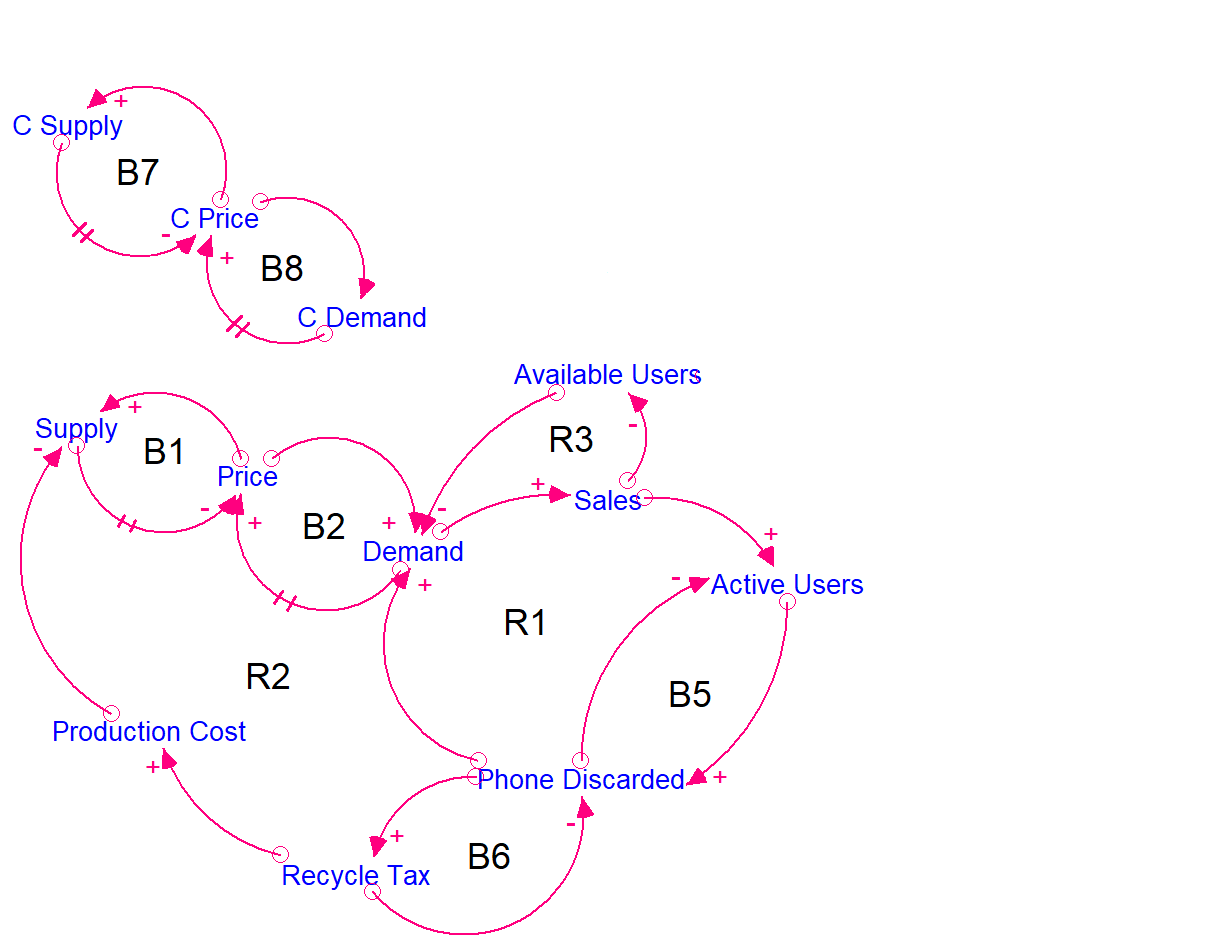 +
C Supply
B7
C Price
-
+
B8
C Demand
Available Users
+
Supply
-
B1
R3
-
Price
+
-
Sales
-
+
B2
+
Demand
+
-
Active Users
+
R1
R2
B5
Production Cost
+
Phone Discarded
+
-
+
B6
Recycle Tax